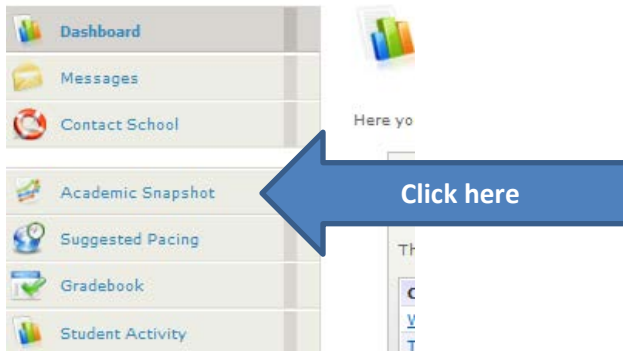 Dashboard
Messages
Contact School
Here yo
Academic Snapshot
Click here
Suggested Pacing
Th
Gradebook
C
V
Student Activity
T